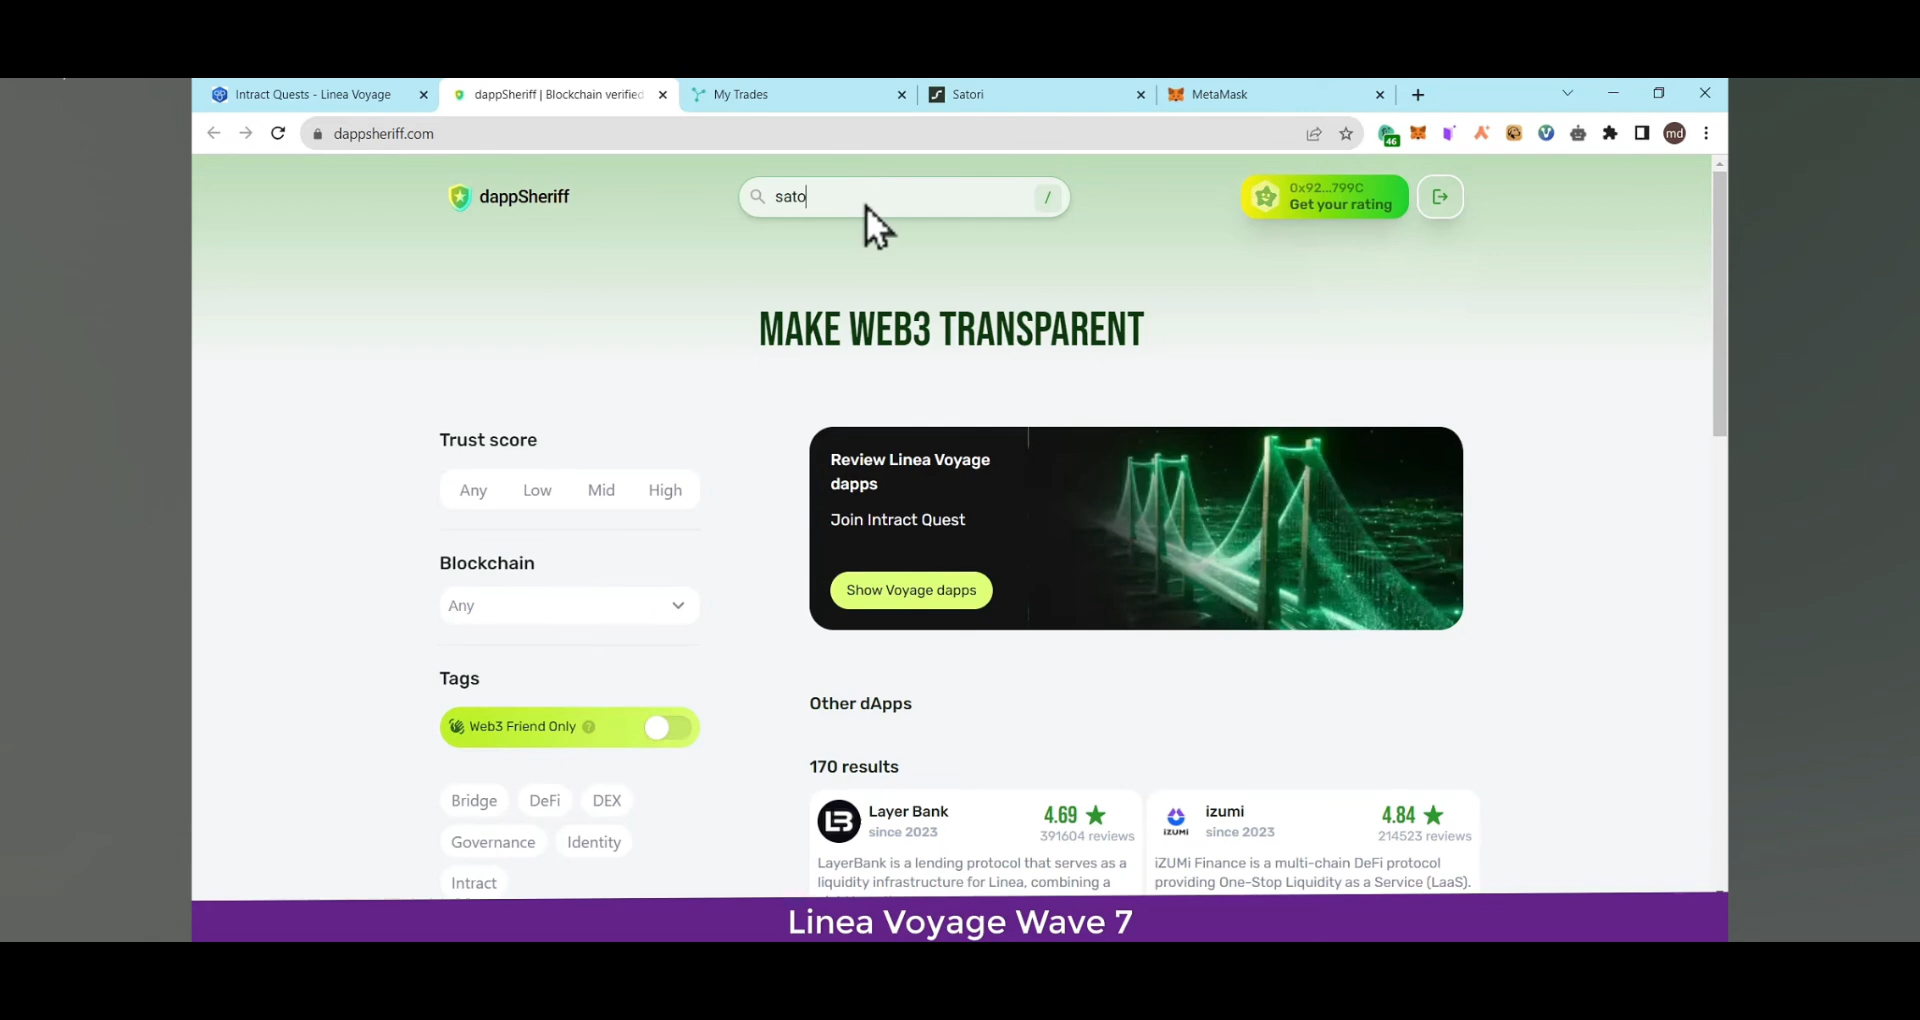 Intract Quests - Linea Voyage
dappSheriff | Blockchain verified
My Trades
Satori
MetaMask
dappsheriff.com
46
md
dappSheriff
sato
/
0x92...799C
Get your rating
MAKE WEB3 TRANSPARENT
Trust score
Any Low Mid High
Blockchain
Any
Tags
Web3 Friend Only ?
Bridge DeFi DEX
Governance Identity
Intract
Review Linea Voyage
dapps
Join Intract Quest
Show Voyage dapps
Other dApps
170 results
Layer Bank
since 2023
4.69
391604 reviews
LayerBank is a lending protocol that serves as a
liquidity infrastructure for Linea, combining a
iZUMi
izumi
since 2023
4.84
214523 reviews
iZUMi Finance is a multi-chain DeFi protocol
providing One-Stop Liquidity as a Service (LaaS).
Linea Voyage Wave 7